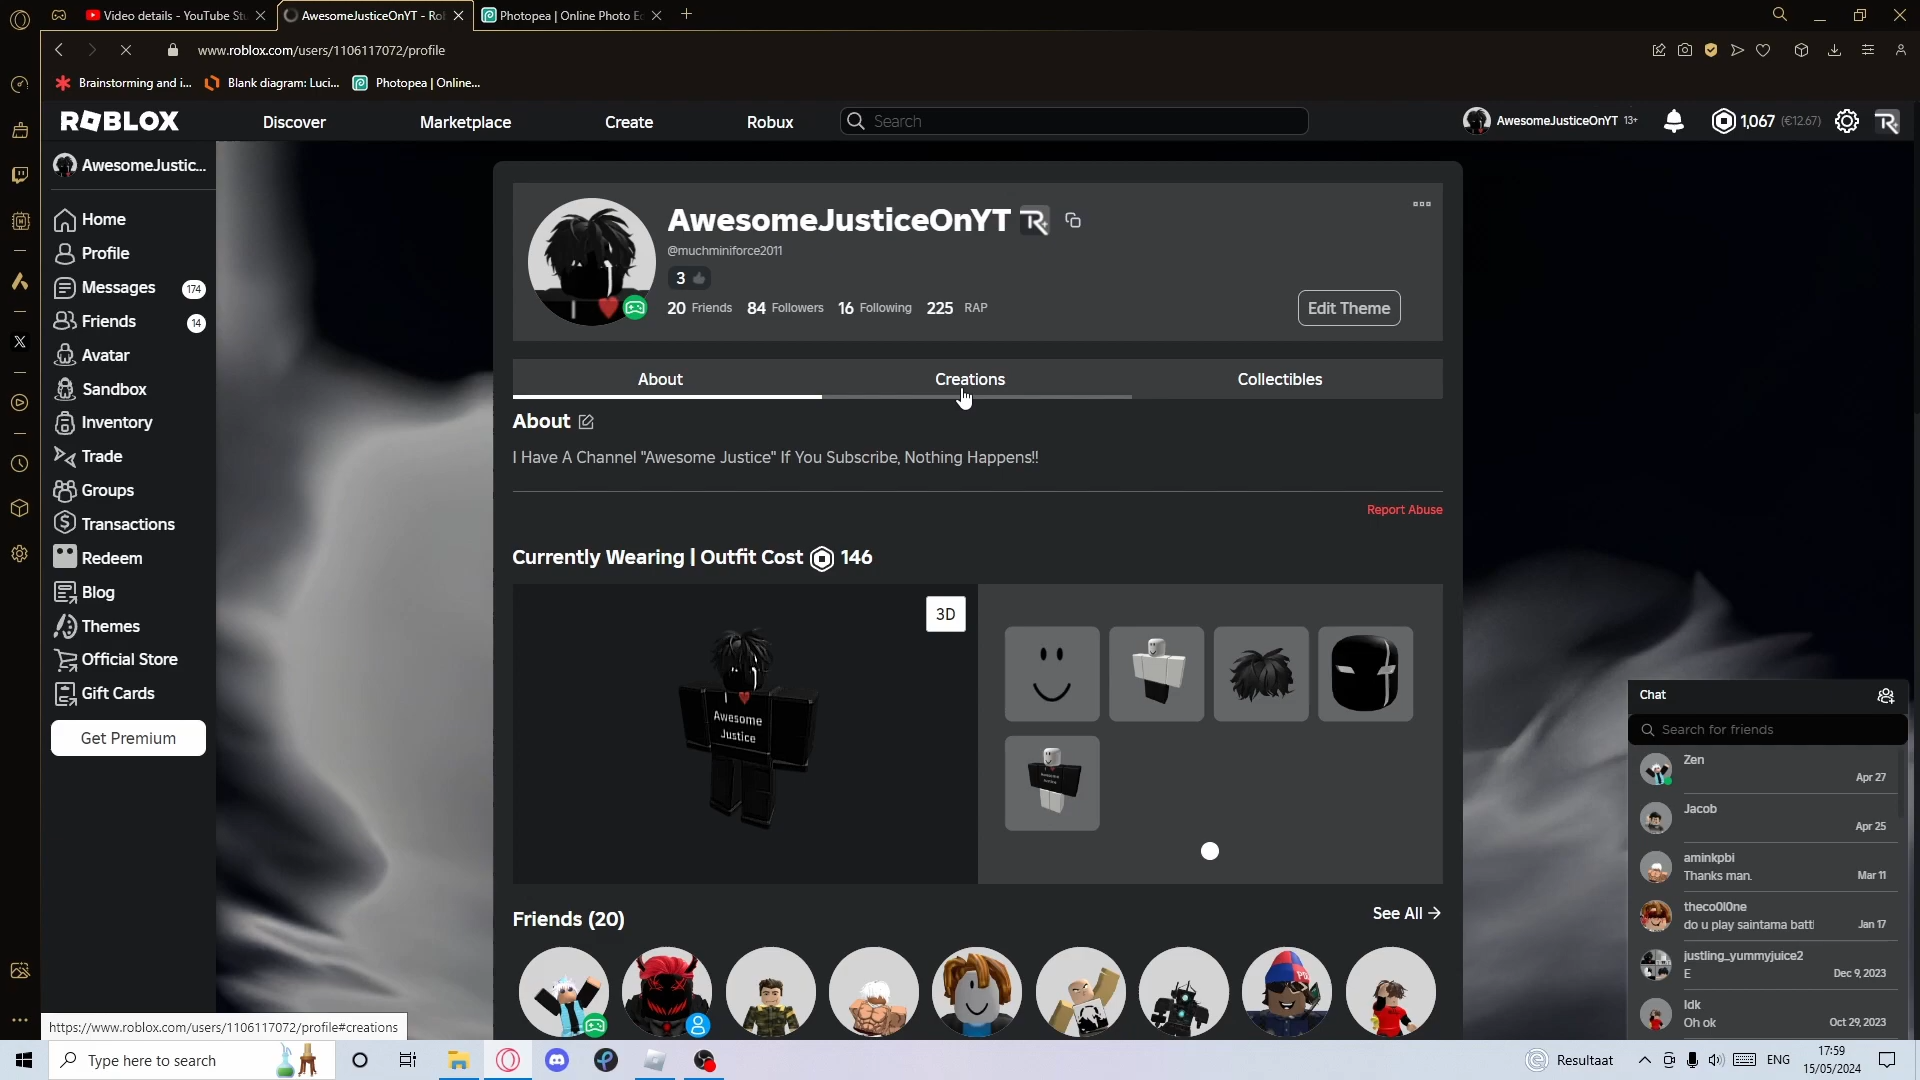 Video details - YouTube Stu
AwesomeJusticeOnYT - Rol
Photopea | Online Photo Ed
www.roblox.com/users/1106117072/profile
Brainstorming and i...
Blank diagram: Luci...
Photopea | Online...
ROBLOX
Discover
Marketplace
Create
Robux
Search
AwesomeJusticeOnYT 13+
1,067 (€12.67)
AwesomeJustic...
Home
Profile
Messages 174
Friends 14
Avatar
Sandbox
Inventory
Trade
Groups
Transactions
Redeem
Blog
Themes
Official Store
Gift Cards
Get Premium
AwesomeJusticeOnYT
@muchminiforce2011
3
20 Friends 84 Followers 16 Following 225 RAP
Edit Theme
About
Creations
Collectibles
About
I Have A Channel "Awesome Justice" If You Subscribe, Nothing Happens!!
Report Abuse
Currently Wearing | Outfit Cost 146
3D
Awesome
Justice
Friends (20)
See All
Chat
Search for friends
Zen
Apr 27
Jacob
Apr 25
aminkpbi
Thanks man. Mar 11
theco0l0ne
do u play saintama battl Jan 17
justling_yummyjuice2
E Dec 9, 2023
Idk
Oh ok Oct 29, 2023
https://www.roblox.com/users/1106117072/profile#creations
Type here to search
Resultaat
ENG
17:59
15/05/2024